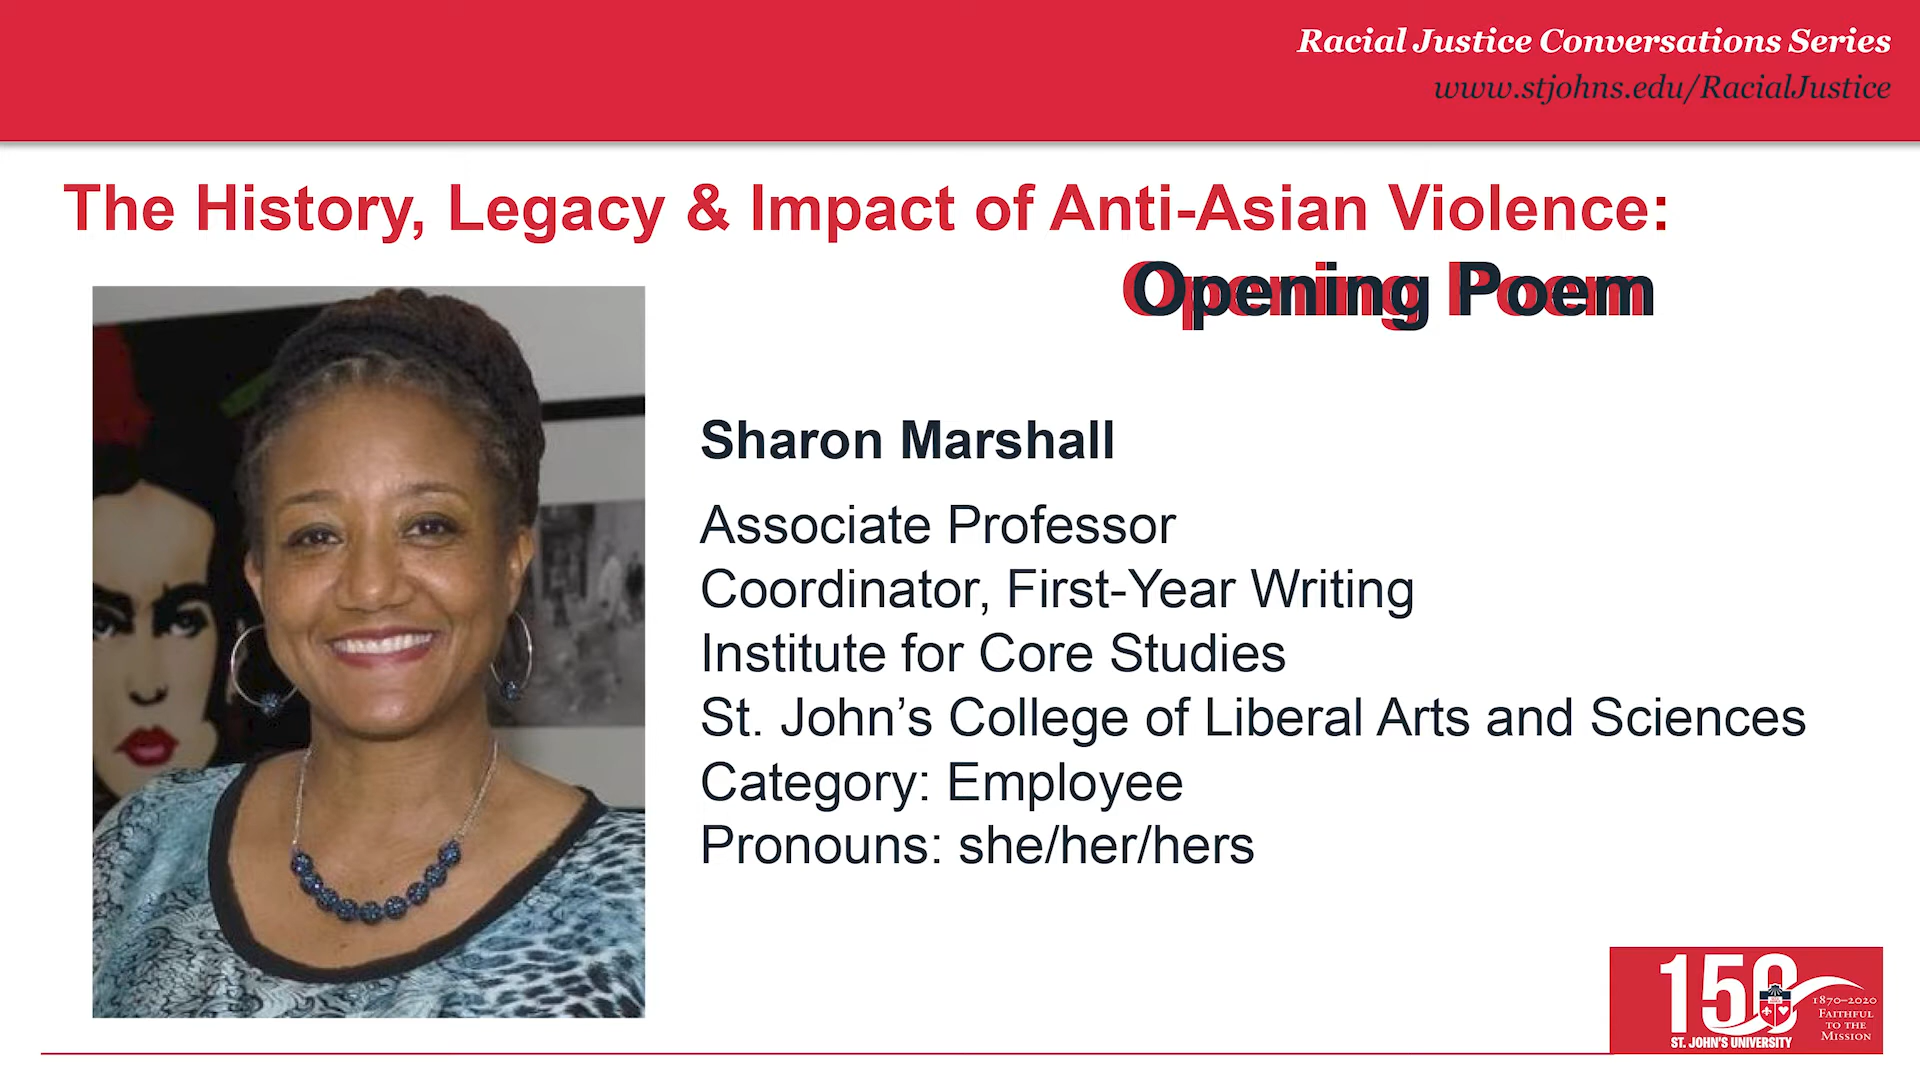 Racial Justice Conversations Series
www.stjohns.edu/RacialJustice
The History, Legacy & Impact of Anti-Asian Violence:
Opening Poem
Sharon Marshall
Associate Professor
Coordinator, First-Year Writing
Institute for Core Studies
St. John’s College of Liberal Arts and Sciences
Category: Employee
Pronouns: she/her/hers
150
ST. JOHN'S UNIVERSITY
1870–2020
FAITHFUL
TO THE
MISSION